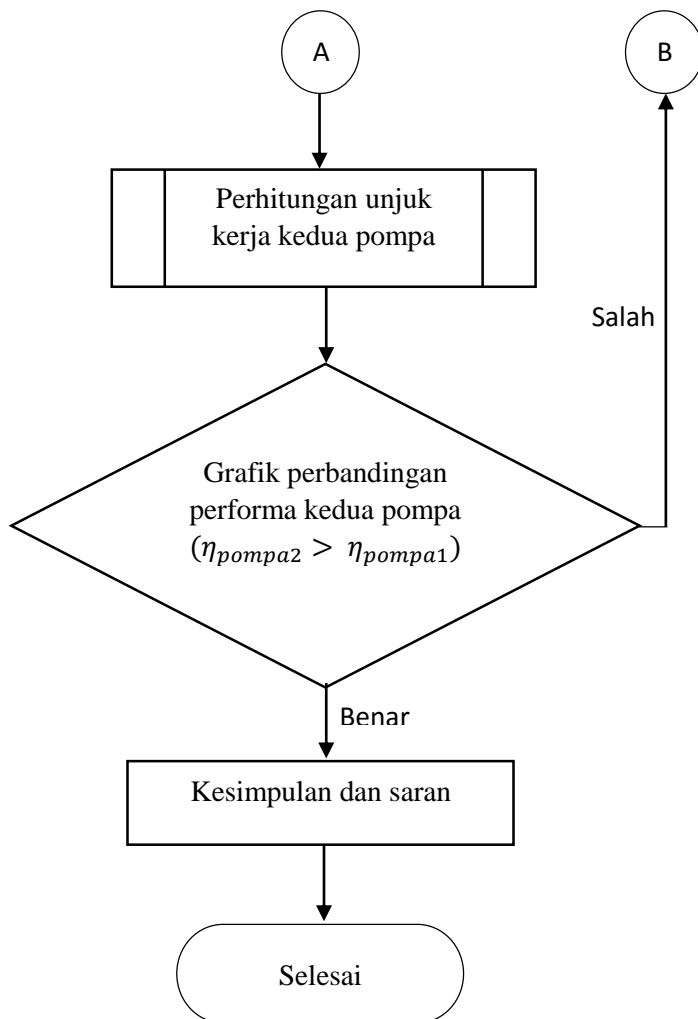 A
B
Perhitungan unjuk
kerja kedua pompa
Salah
Grafik perbandingan
performa kedua pompa
(𝜂𝑝𝑜𝑚𝑝𝑎2 > 𝜂𝑝𝑜𝑚𝑝𝑎1)
Benar
Kesimpulan dan saran
Selesai